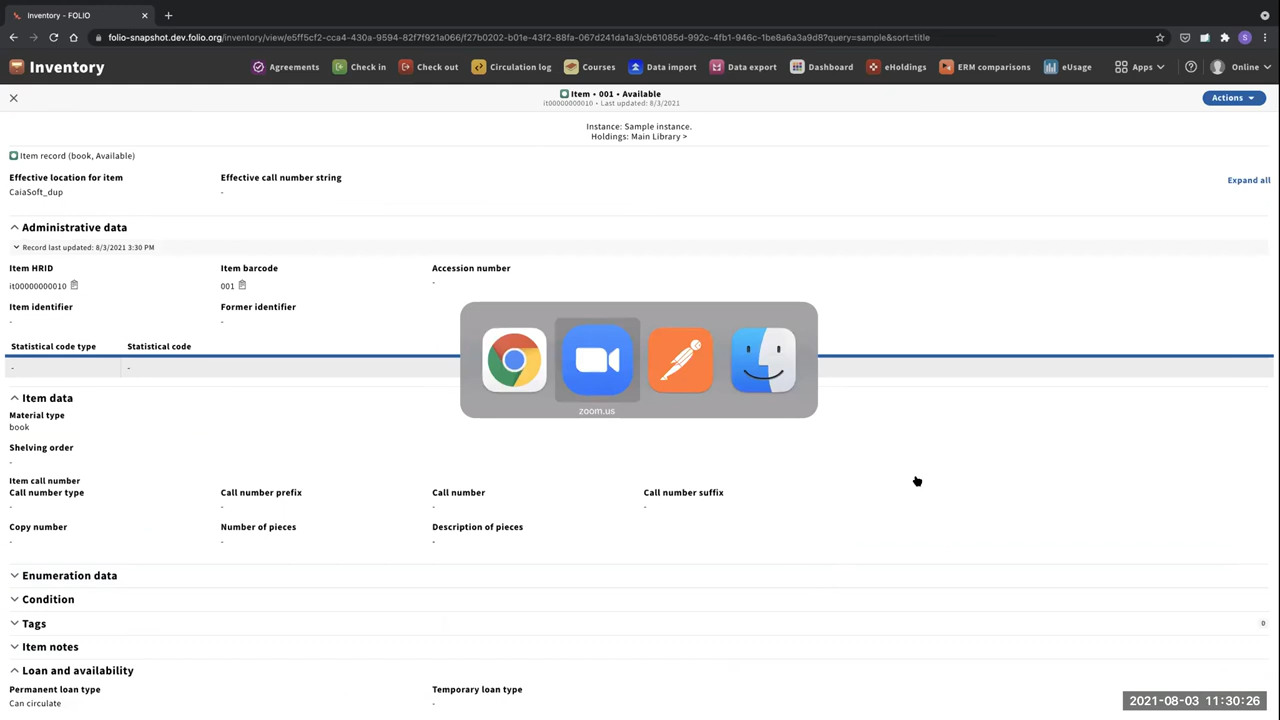 Inventory - FOLIO
folio-snapshot.dev.folio.org/inventory/view/e5ff5cf2-cca4-430a-9594-82f7f921a066/f27b0202-b01e-43f2-88fa-067d241da1a3/cb61085d-992c-4fb1-946c-1be8a6a3a9d8?query=sample&sort=title
S
Inventory
Agreements
Check in
Check out
Circulation log
Courses
Data import
Data export
Dashboard
eHoldings
ERM comparisons
eUsage
Apps
Online
Item • 001 • Available
it00000000010 • Last updated: 8/3/2021
Actions
Instance: Sample instance.
Holdings: Main Library >
Item record (book, Available)
Effective location for item
CaiaSoft_dup
Effective call number string
-
Expand all
Administrative data
Record last updated: 8/3/2021 3:30 PM
Item HRID
it00000000010
Item barcode
001
Accession number
-
Item identifier
-
Former identifier
-
Statistical code type
Statistical code
-
-
zoom.us
Item data
Material type
book
Shelving order
-
Item call number
Call number type
-
Call number prefix
-
Call number
-
Call number suffix
-
Copy number
-
Number of pieces
-
Description of pieces
-
Enumeration data
Condition
Tags
0
Item notes
Loan and availability
Permanent loan type
Can circulate
Temporary loan type
-
2021-08-03 11:30:26